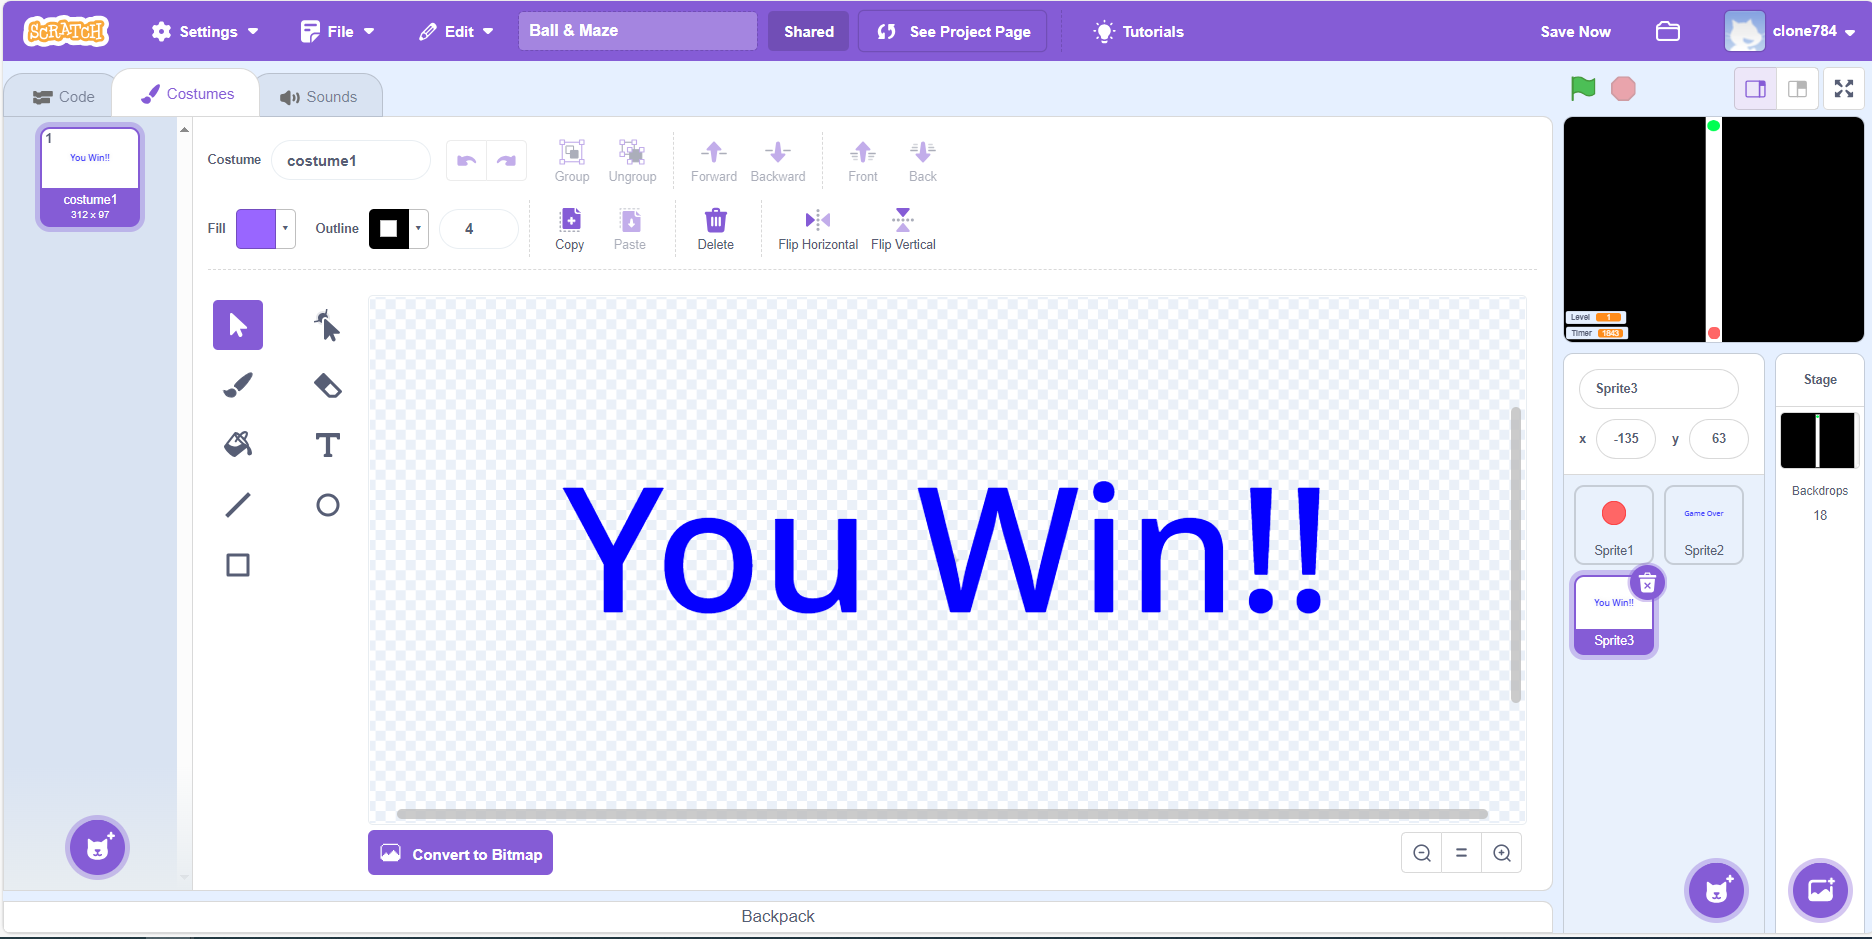 SCRATCH Settings File Edit Ball & Maze Shared See Project Page Tutorials Save Now clone784
Code Costumes Sounds
1
You Win!!
costume1
312 x 97
Costume costume1
Group Ungroup Forward Backward Front Back
Fill Outline 4
Copy Paste Delete Flip Horizontal Flip Vertical
You Win!!
Convert to Bitmap
Backpack
Level 1
Timer 1843
Sprite3
x -135 y 63
Sprite1
Game Over
Sprite2
You Win!!
Sprite3
Stage
Backdrops
18